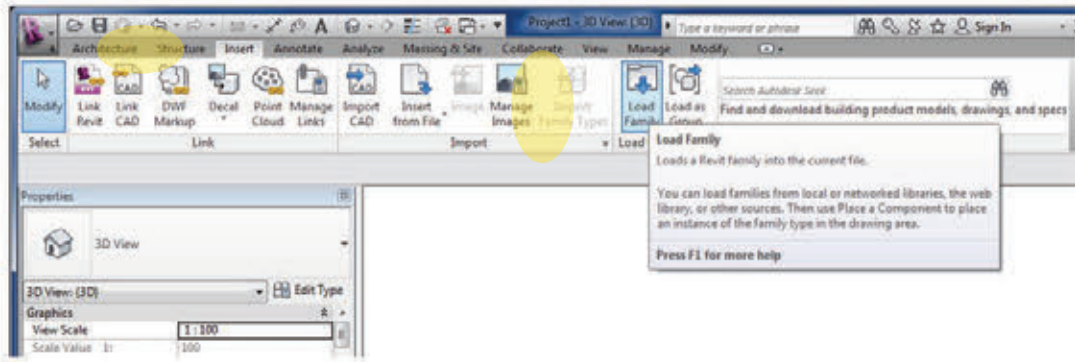 Project1 - 3D View: {3D}
Type a keyword or phrase
Sign In
Architecture Structure Insert Annotate Analyze Massing & Site Collaborate View Manage Modify
Modify
Link Revit
Link CAD
DWF Markup
Decal
Point Cloud
Manage Links
Import CAD
Insert from File
Image
Manage Images
Import Family Types
Load Family
Load as Group
Search Autodesk Seek
Find and download building product models, drawings, and specs
Select
Link
Import
Load
Load Family
Loads a Revit family into the current file.
You can load families from local or networked libraries, the web
library, or other sources. Then use Place a Component to place
an instance of the family type in the drawing area.
Press F1 for more help
Properties
3D View
3D View: {3D}
Edit Type
Graphics
View Scale 1 : 100
Scale Value 1: 100